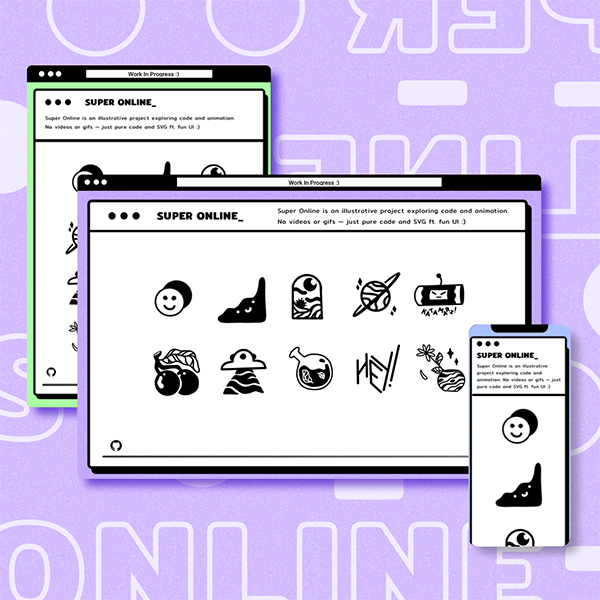 PER O
Work In Progress :)
SUPER ONLINE_
Super Online is an illustrative project exploring code and animation.
No videos or gifs — just pure code and SVG ft. fun UI :)
LINE
Work In Progress :)
SUPER ONLINE_
Super Online is an illustrative project exploring code and animation.
No videos or gifs — just pure code and SVG ft. fun UI :)
KATAMARI!
HEY!!
SUPER ONLINE_
Super Online is an illustrative
project exploring code and
animation. No videos or gifs — just
pure code and SVG ft. fun UI :)
S
ONLINE